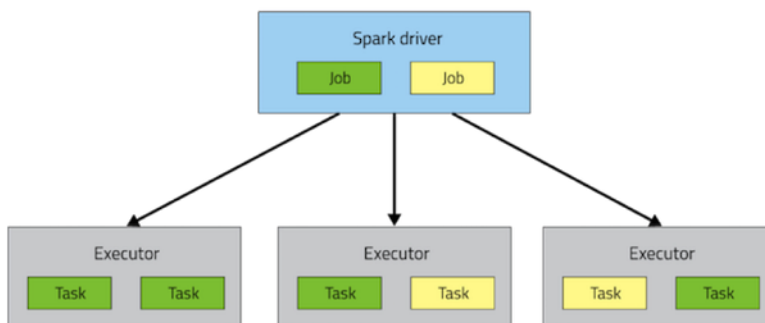 Spark driver
Job Job
Executor Executor Executor
Task Task Task Task Task Task